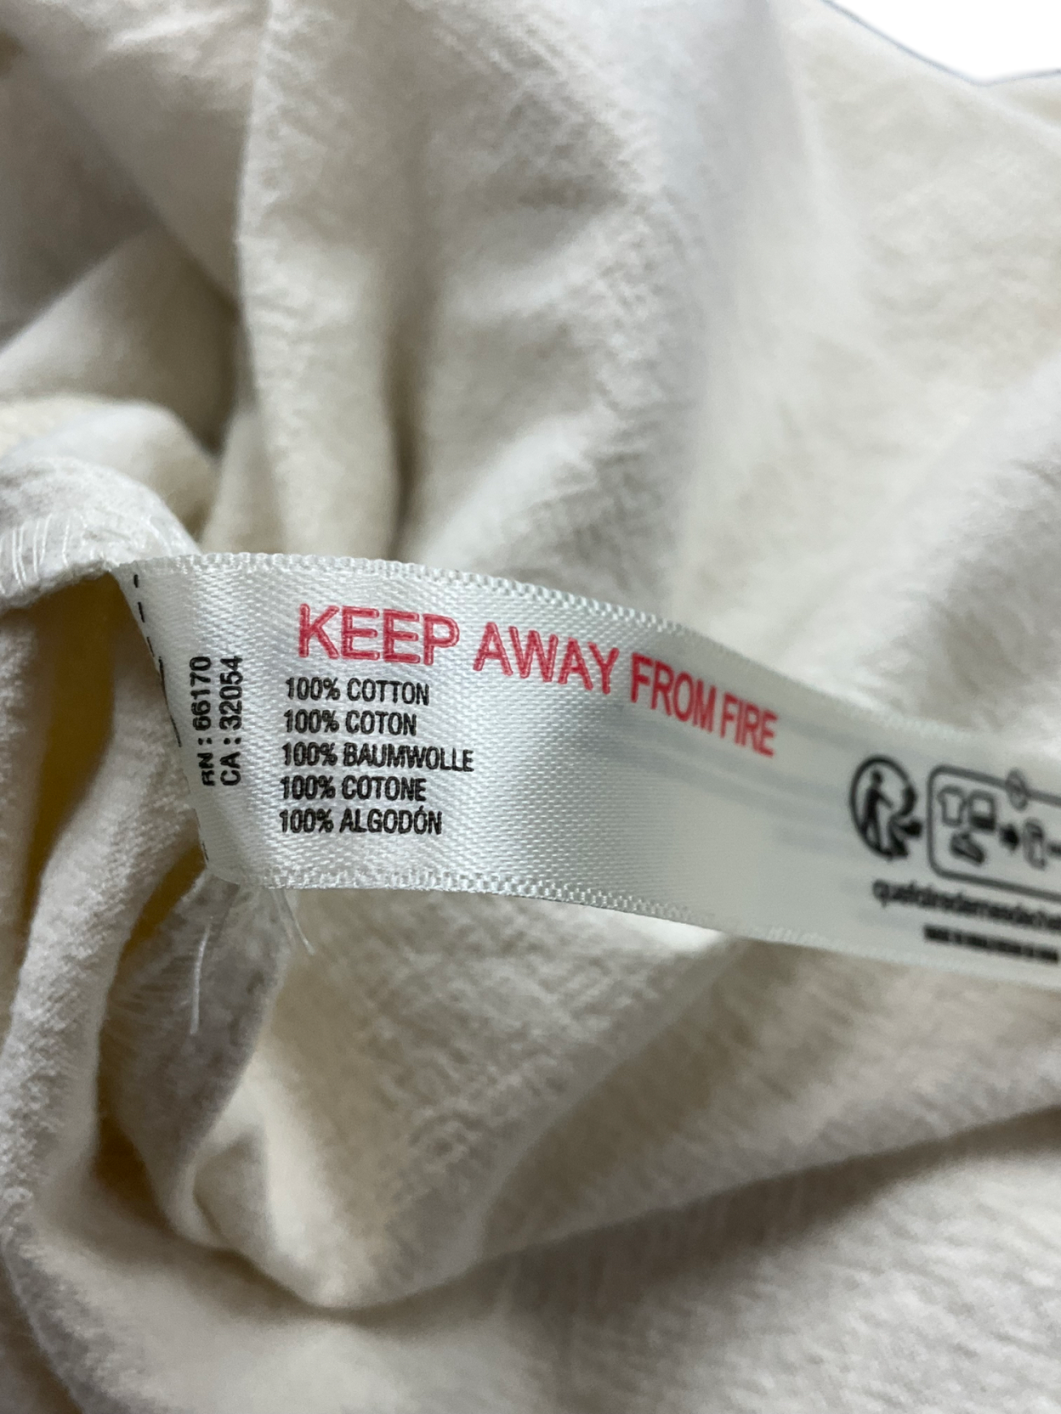 RN : 66170
CA : 32054
KEEP AWAY FROM FIRE
100% COTTON
100% COTON
100% BAUMWOLLE
100% COTONE
100% ALGODÓN